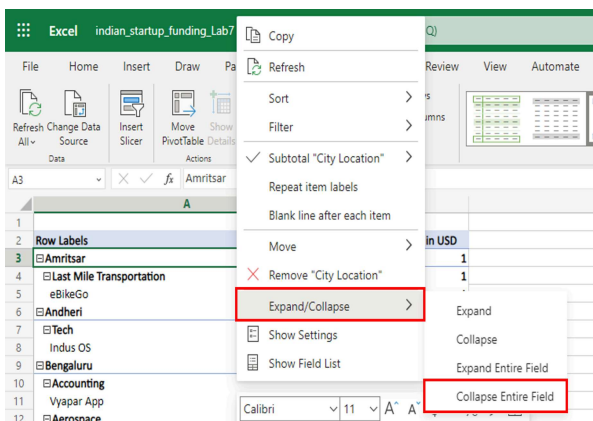 Excel indian_startup_funding_Lab7
File Home Insert Draw Review View Automate
Refresh All
Change Data Source
Insert Slicer
Move PivotTable
Show Details
Data Actions
A3 fx Amritsar
A
1
2 Row Labels in USD
3 Amritsar 1
4 Last Mile Transportation 1
5 eBikeGo
6 Andheri
7 Tech
8 Indus OS
9 Bengaluru
10 Accounting
11 Vyapar App
12 Aerospace
Copy
Refresh
Sort
Filter
Subtotal "City Location"
Repeat item labels
Blank line after each item
Move
Remove "City Location"
Expand/Collapse
Show Settings
Show Field List
Expand
Collapse
Expand Entire Field
Collapse Entire Field
Calibri 11 A A